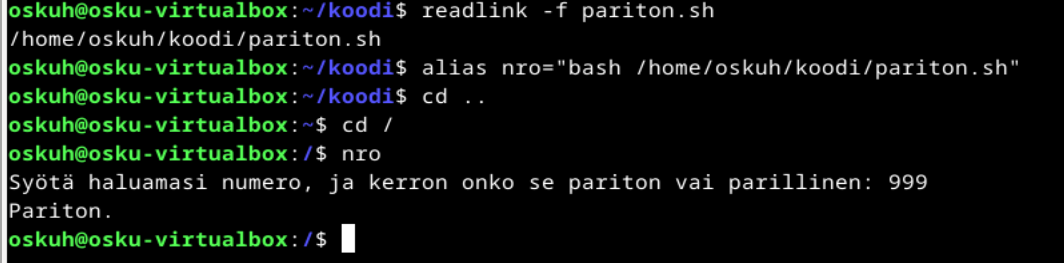 oskuh@osku-virtualbox:~/koodi$ readlink -f pariton.sh
/home/oskuh/koodi/pariton.sh
oskuh@osku-virtualbox:~/koodi$ alias nro="bash /home/oskuh/koodi/pariton.sh"
oskuh@osku-virtualbox:~/koodi$ cd ..
oskuh@osku-virtualbox:~$ cd /
oskuh@osku-virtualbox:/$ nro
Syötä haluamasi numero, ja kerron onko se pariton vai parillinen: 999
Pariton.
oskuh@osku-virtualbox:/$